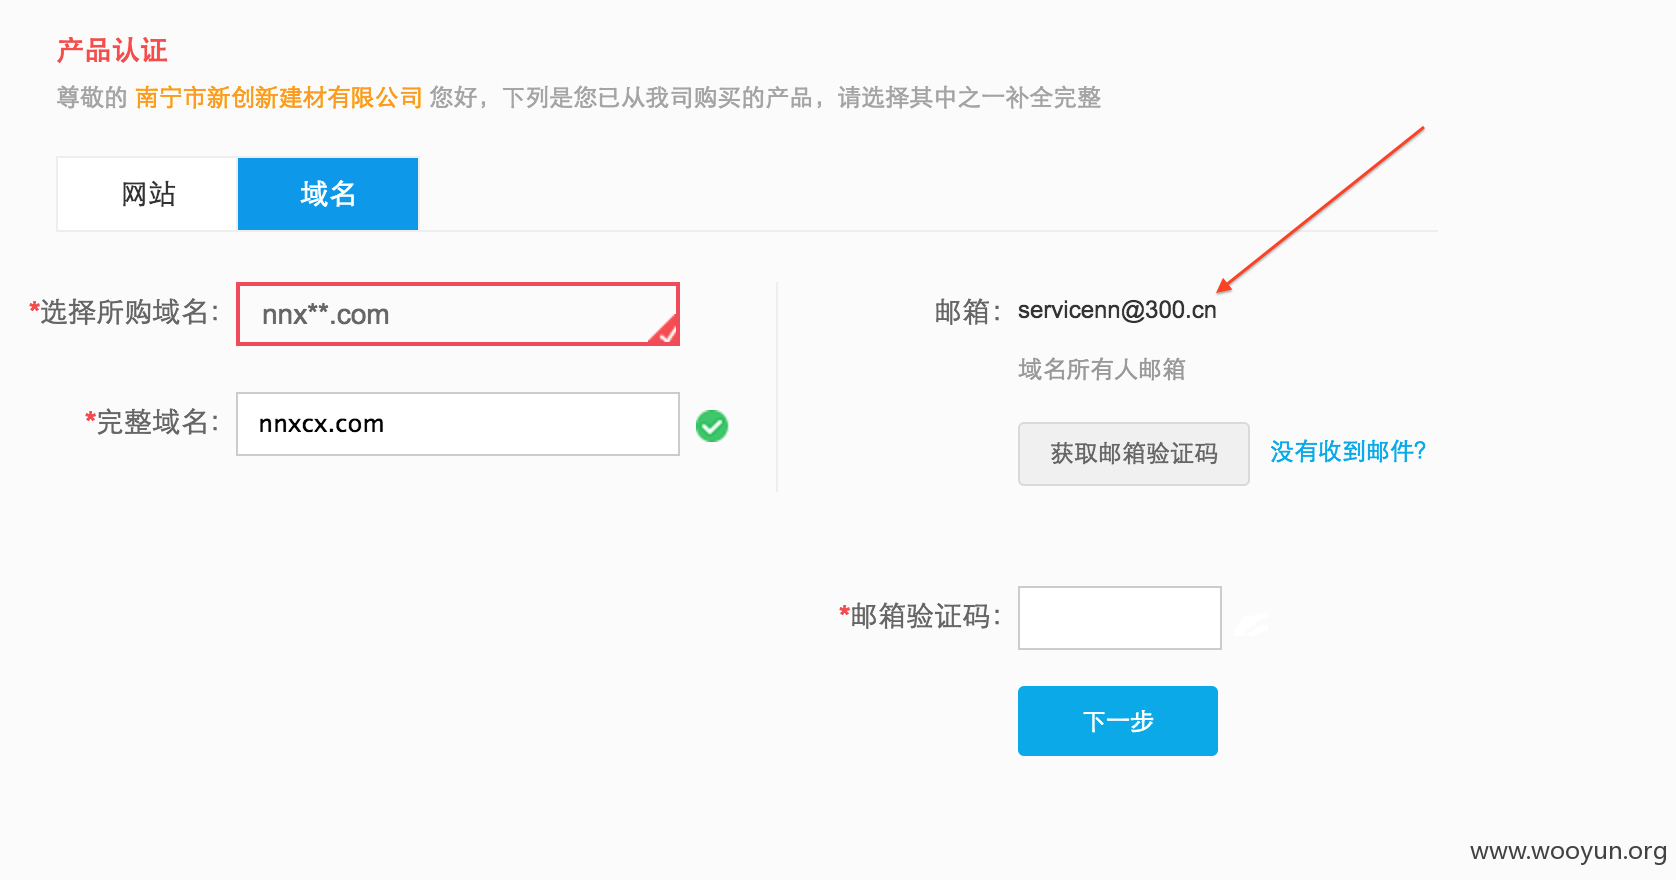 产品认证
尊敬的 南宁市新创新建材有限公司 您好，下列是您已从我司购买的产品，请选择其中之一补全完整
网站
域名
*选择所购域名：
nnx**.com
*完整域名：
nnxcx.com
邮箱：
servicenn@300.cn
域名所有人邮箱
获取邮箱验证码
没有收到邮件?
*邮箱验证码：
下一步
www.wooyun.org